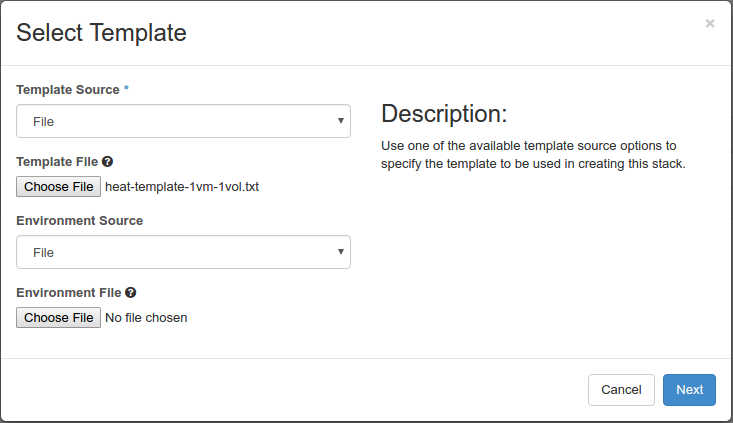 Select Template
×
Template Source *
File
Template File ?
Choose File heat-template-1vm-1vol.txt
Environment Source
File
Environment File ?
Choose File No file chosen
Description:
Use one of the available template source options to
specify the template to be used in creating this stack.
Cancel
Next